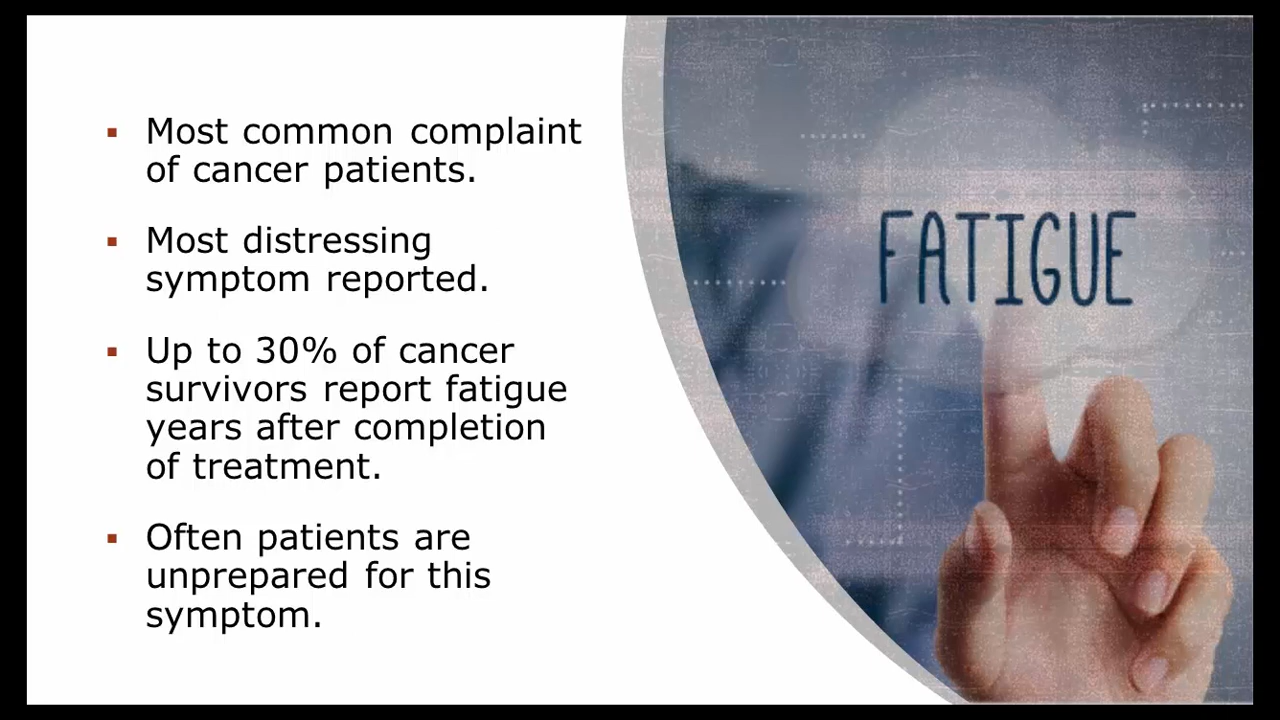 Most common complaint
of cancer patients.
Most distressing
symptom reported.
Up to 30% of cancer
survivors report fatigue
years after completion
of treatment.
Often patients are
unprepared for this
symptom.
FATIGUE